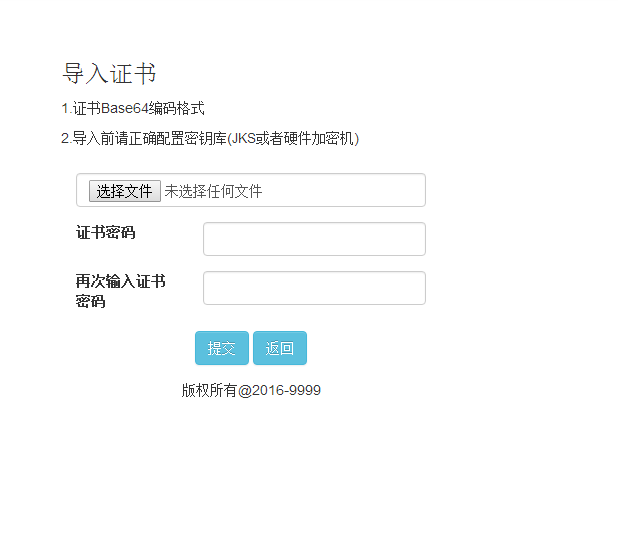 导入证书
1.证书Base64编码格式
2.导入前请正确配置密钥库(JKS或者硬件加密机)
选择文件 未选择任何文件
证书密码
再次输入证书
密码
提交 返回
版权所有@2016-9999